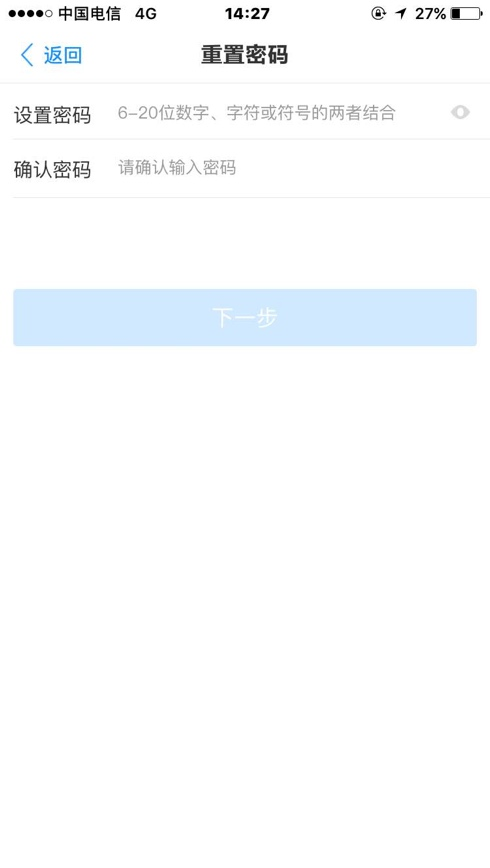 中国电信 4G 14:27 27%
返回 重置密码
设置密码 6-20位数字、字符或符号的两者结合
确认密码 请确认输入密码
下一步